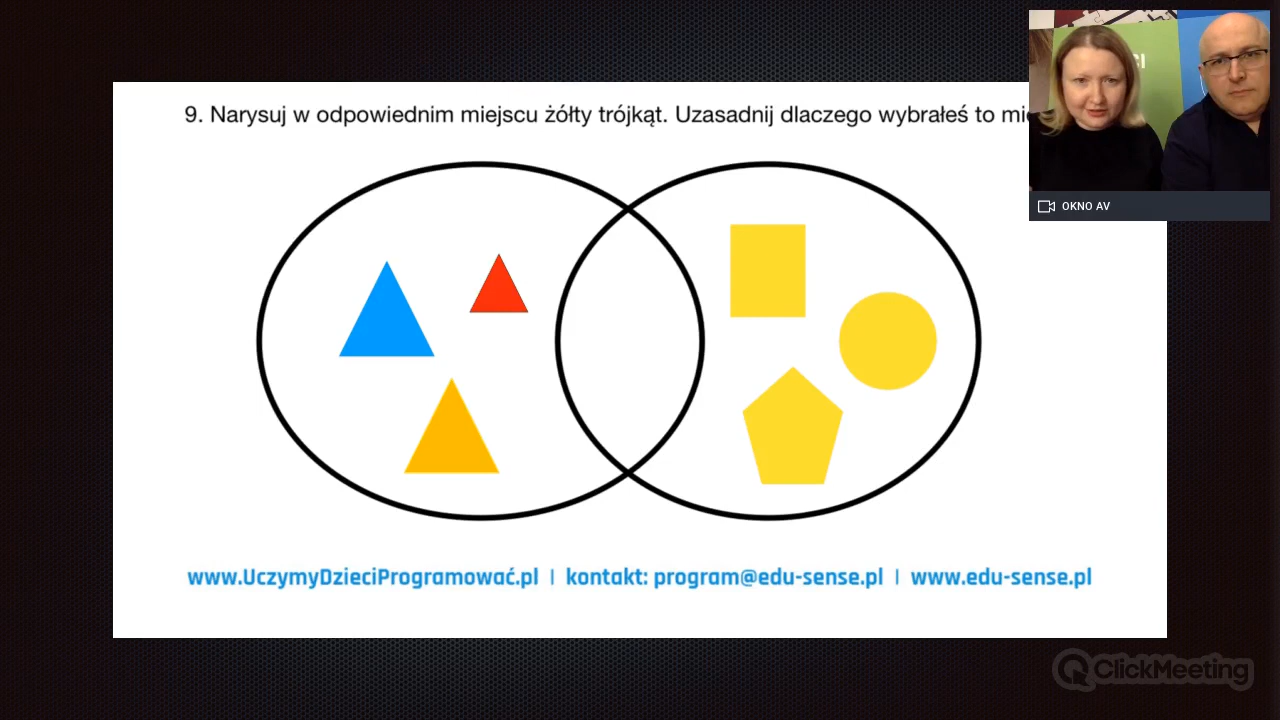 9. Narysuj w odpowiednim miejscu żółty trójkąt. Uzasadnij dlaczego wybrałeś to
OKNO AV
www.UczymyDzieciProgramować.pl | kontakt: program@edu-sense.pl | www.edu-sense.pl
ClickMeeting